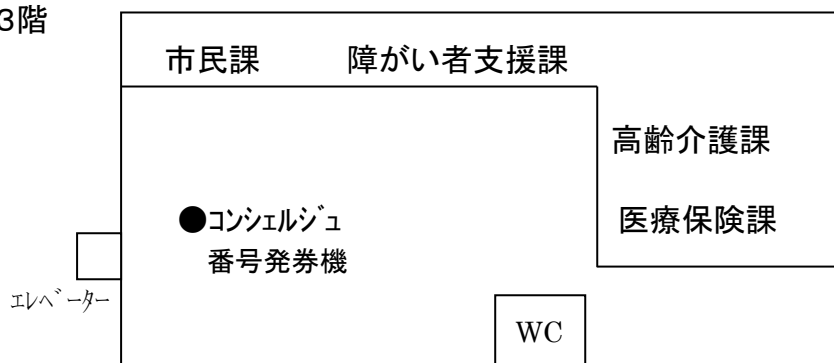 3階
市民課　障がい者支援課
高齢介護課
●コンシェルジュ
医療保険課
番号発券機
エレベーター
WC